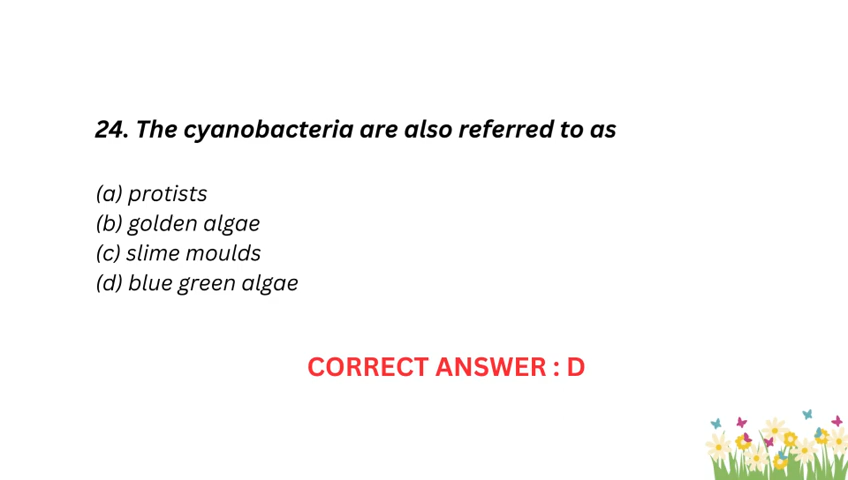 24. The cyanobacteria are also referred to as
(a) protists
(b) golden algae
(c) slime moulds
(d) blue green algae
CORRECT ANSWER : D